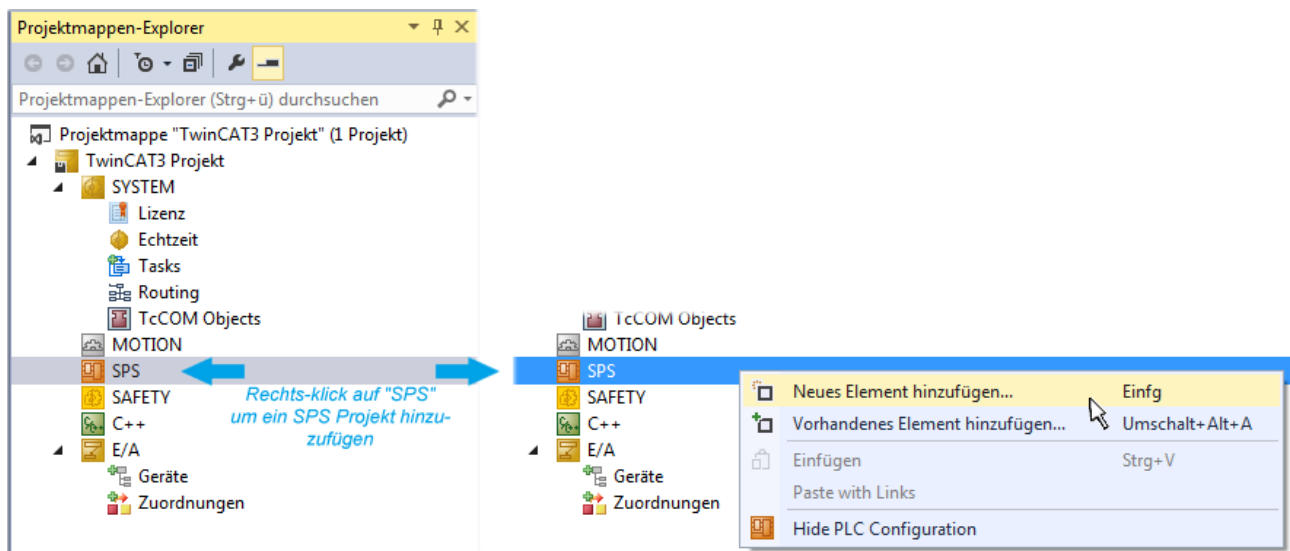 Projektmappen-Explorer
Projektmappen-Explorer (Strg+ü) durchsuchen
Projektmappe "TwinCAT3 Projekt" (1 Projekt)
TwinCAT3 Projekt
SYSTEM
Lizenz
Echtzeit
Tasks
Routing
TcCOM Objects
MOTION
SPS
SAFETY
C++
E/A
Geräte
Zuordnungen
Rechts-klick auf "SPS"
um ein SPS Projekt hinzu-
zufügen
TcCOM Objects
MOTION
SPS
SAFETY
C++
E/A
Geräte
Zuordnungen
Neues Element hinzufügen... Einfg
Vorhandenes Element hinzufügen... Umschalt+Alt+A
Einfügen Strg+V
Paste with Links
Hide PLC Configuration